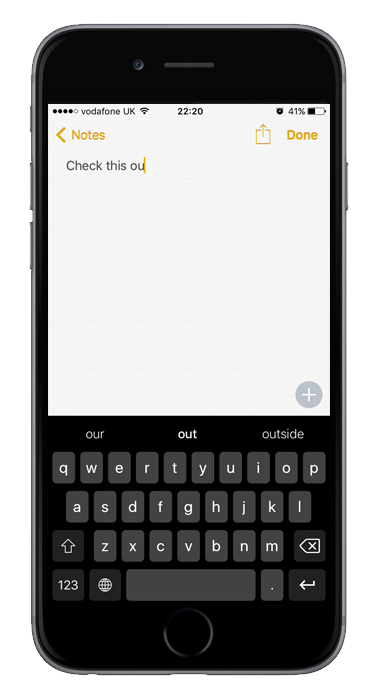 vodafone UK 22:20 41%
Notes Done
Check this ou
our out outside
q w e r t y u i o p
a s d f g h j k l
z x c v b n m
123 .